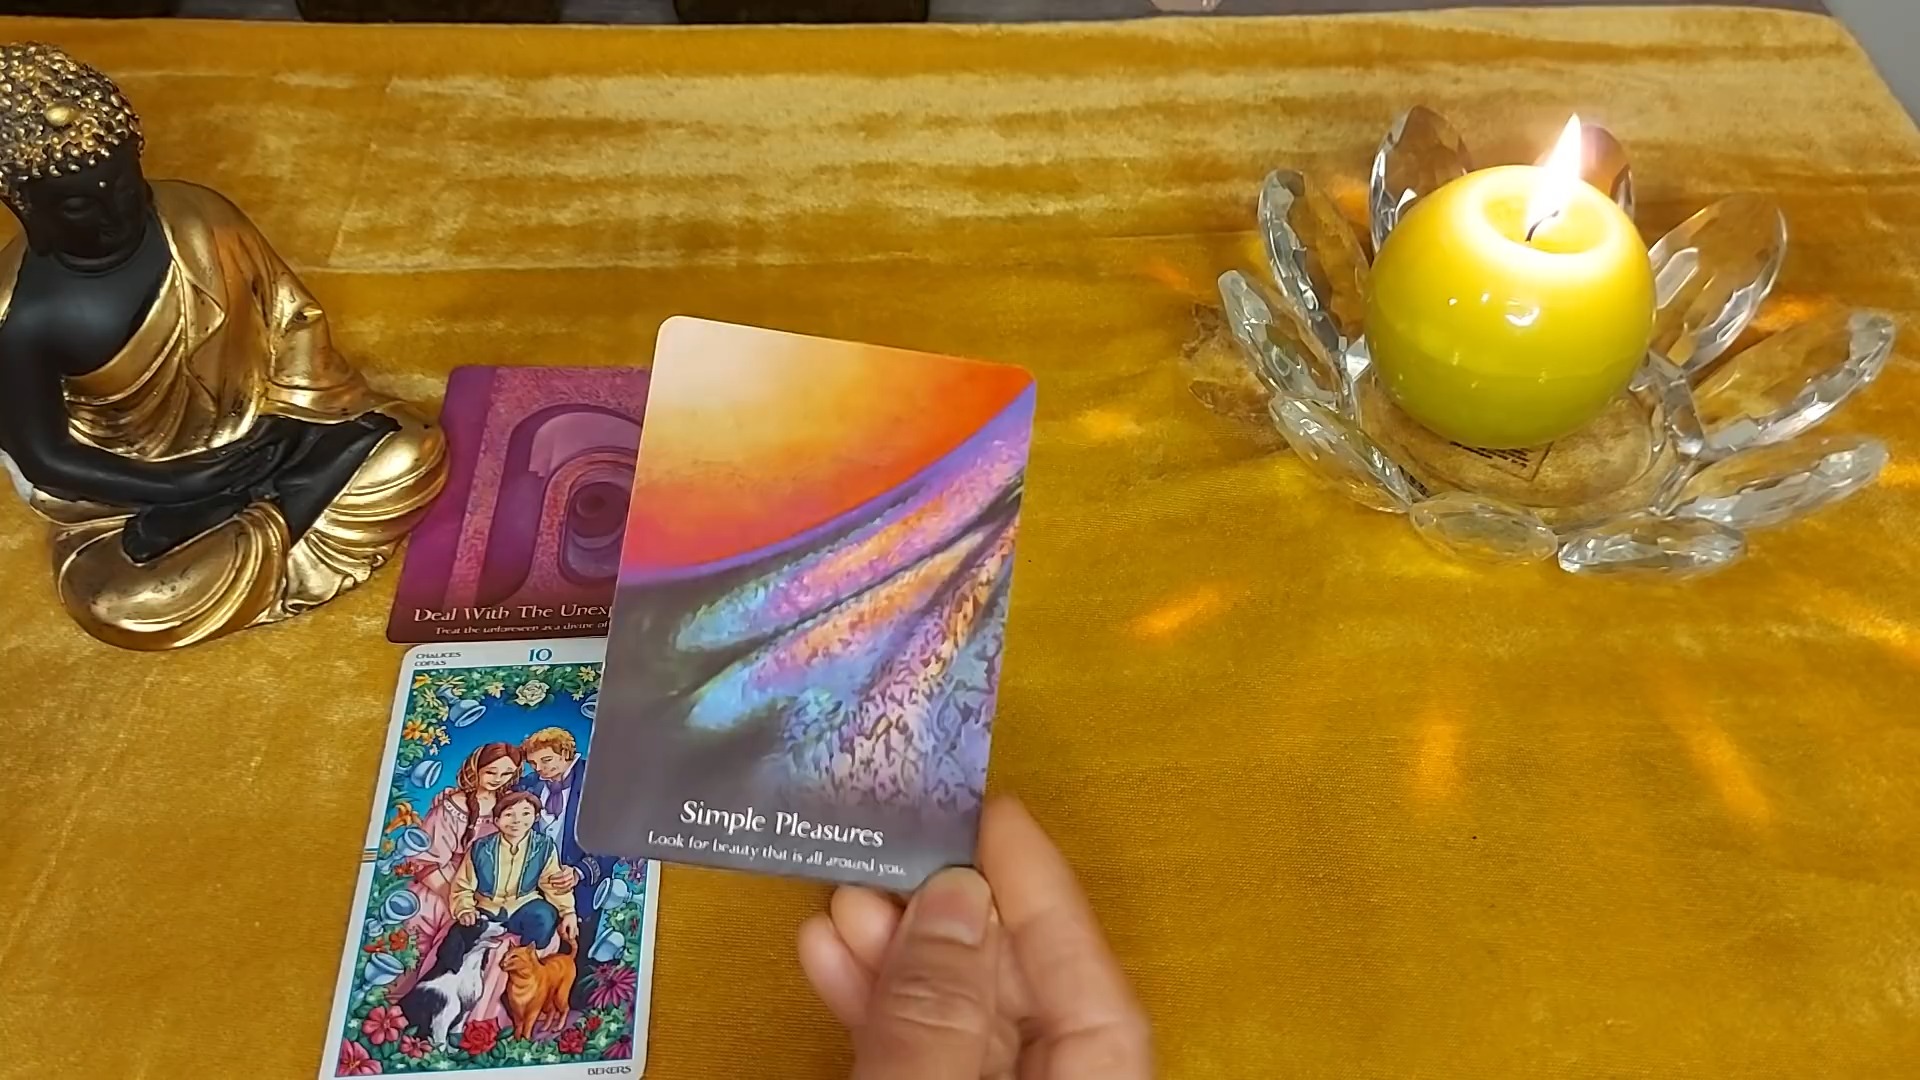 Deal With The Unexp
Treat the unforeseen as a divine of
CHALICES
COPAS
10
Simple Pleasures
Look for beauty that is all around you.
BEKERS